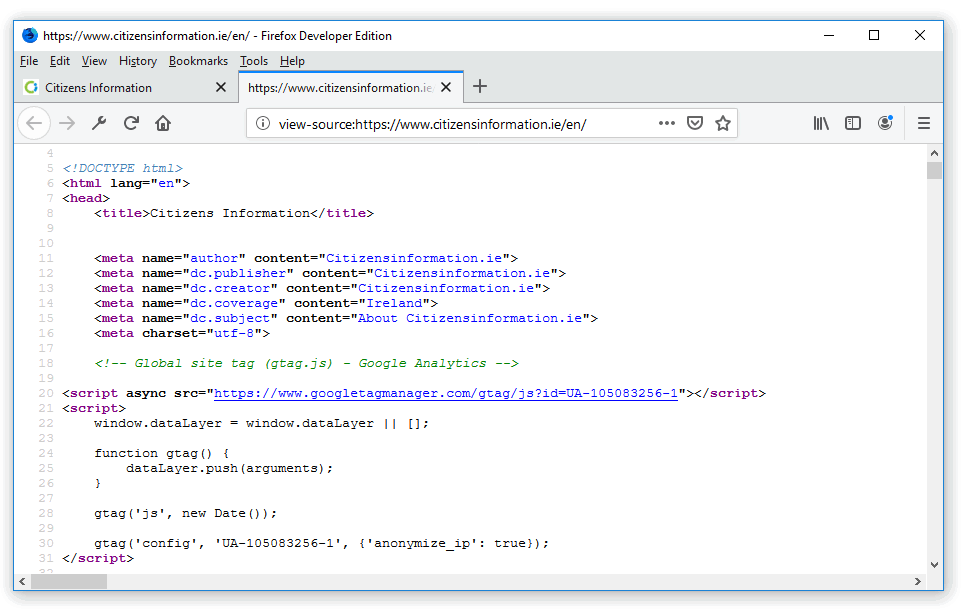 https://www.citizensinformation.ie/en/ - Firefox Developer Edition
File Edit View History Bookmarks Tools Help
Citizens Information https://www.citizensinformation.ie/
view-source:https://www.citizensinformation.ie/en/
4
5 <!DOCTYPE html>
6 <html lang="en">
7 <head>
8 <title>Citizens Information</title>
9
10
11 <meta name="author" content="Citizensinformation.ie">
12 <meta name="dc.publisher" content="Citizensinformation.ie">
13 <meta name="dc.creator" content="Citizensinformation.ie">
14 <meta name="dc.coverage" content="Ireland">
15 <meta name="dc.subject" content="About Citizensinformation.ie">
16 <meta charset="utf-8">
17
18 <!-- Global site tag (gtag.js) - Google Analytics -->
19
20 <script async src="https://www.googletagmanager.com/gtag/js?id=UA-105083256-1"></script>
21 <script>
22 window.dataLayer = window.dataLayer || [];
23
24 function gtag() {
25 dataLayer.push(arguments);
26 }
27
28 gtag('js', new Date());
29
30 gtag('config', 'UA-105083256-1', {'anonymize_ip': true});
31 </script>
32